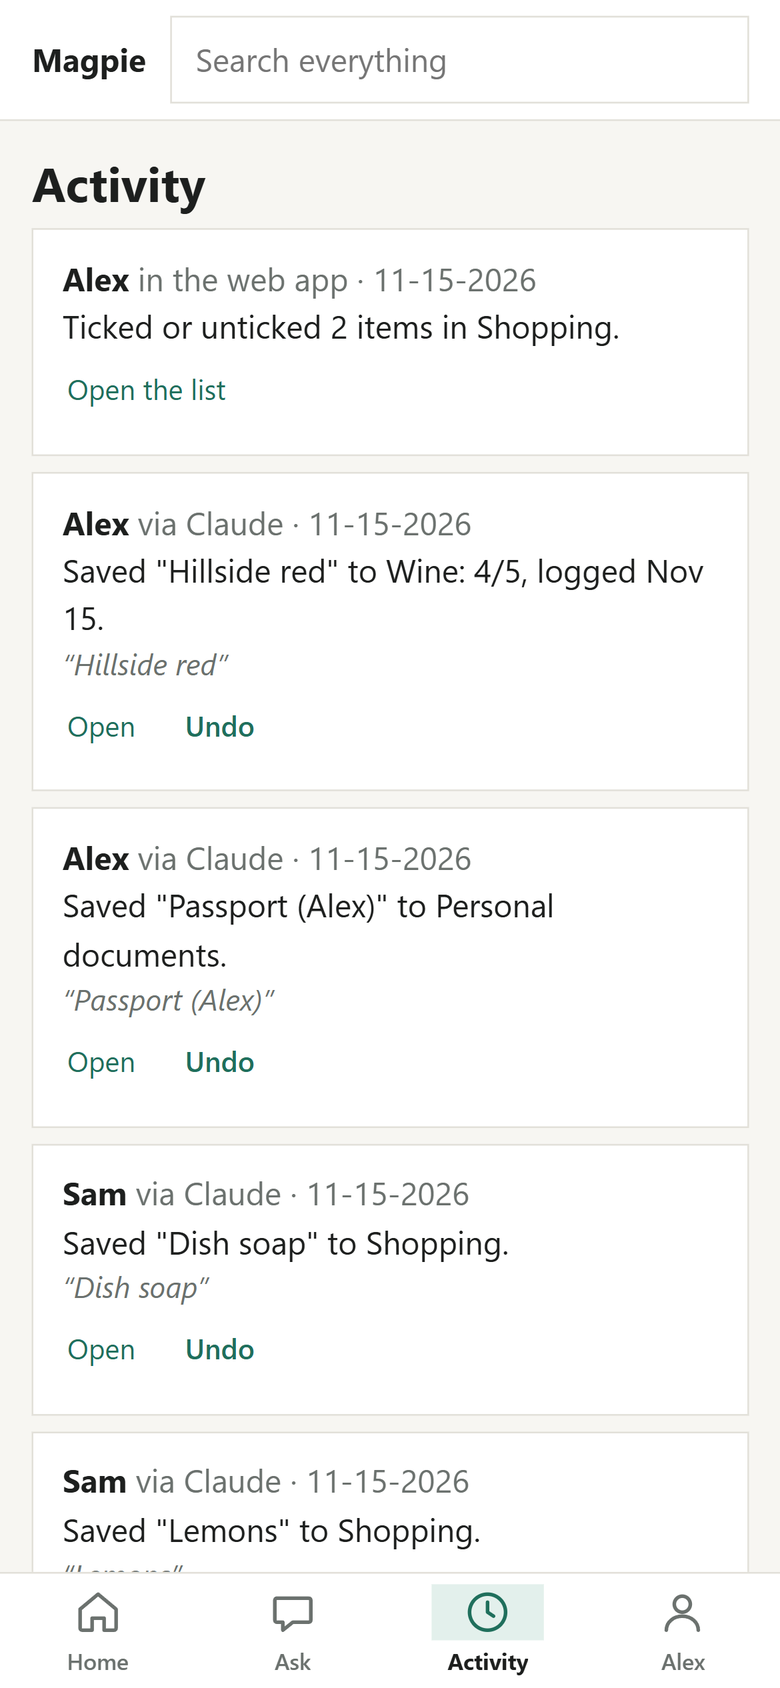 Magpie
Search everything
Activity
Alex in the web app · 11-15-2026
Ticked or unticked 2 items in Shopping.
Open the list
Alex via Claude · 11-15-2026
Saved "Hillside red" to Wine: 4/5, logged Nov
15.
“Hillside red”
Open Undo
Alex via Claude · 11-15-2026
Saved "Passport (Alex)" to Personal
documents.
“Passport (Alex)”
Open Undo
Sam via Claude · 11-15-2026
Saved "Dish soap" to Shopping.
“Dish soap”
Open Undo
Sam via Claude · 11-15-2026
Saved "Lemons" to Shopping.
“Lemons”
Home Ask Activity Alex